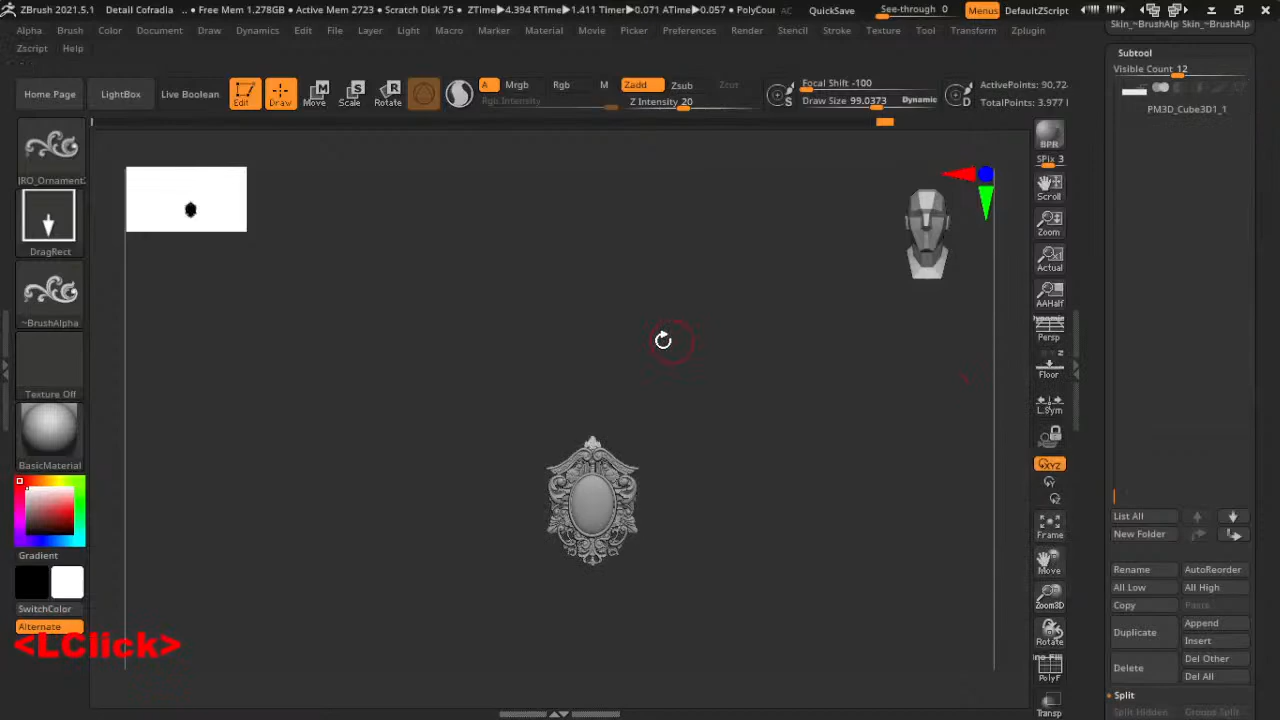 ZBrush 2021.5.1 Detail Cofradia ... • Free Mem 1.278GB • Active Mem 2723 • Scratch Disk 75 • ZTime▶4.394 RTime▶1.411 Timer▶0.071 ATime▶0.057 • PolyCou AC QuickSave See-through 0 Menus DefaultZScript
Alpha Brush Color Document Draw Dynamics Edit File Layer Light Macro Marker Material Movie Picker Preferences Render Stencil Stroke Texture Tool Transform Zplugin
Zscript Help
Skin_~BrushAlp Skin_~BrushAlp
Home Page LightBox Live Boolean Edit Draw Move Scale Rotate
A Mrgb Rgb M Zadd Zsub Zcut
Rgb Intensity Z Intensity 20
Focal Shift -100
Draw Size 99.0373 Dynamic
S D
ActivePoints: 90,72
TotalPoints: 3.977
Subtool
Visible Count 12
PM3D_Cube3D1_1
JRO_Ornament
DragRect
~BrushAlpha
Texture Off
BasicMaterial
Gradient
SwitchColor
Alternate
<LClick>
BPR
SPix 3
Scroll
Zoom
Actual
AAHalf
Dynamic
Persp
Floor
L.Sym
XYZ
Y
Z
Frame
Move
Zoom3D
Rotate
Line Fill
PolyF
Transp
List All
New Folder
Rename AutoReorder
All Low All High
Copy Paste
Duplicate Append
Insert
Delete Del Other
Del All
Split
Split Hidden Groups Split